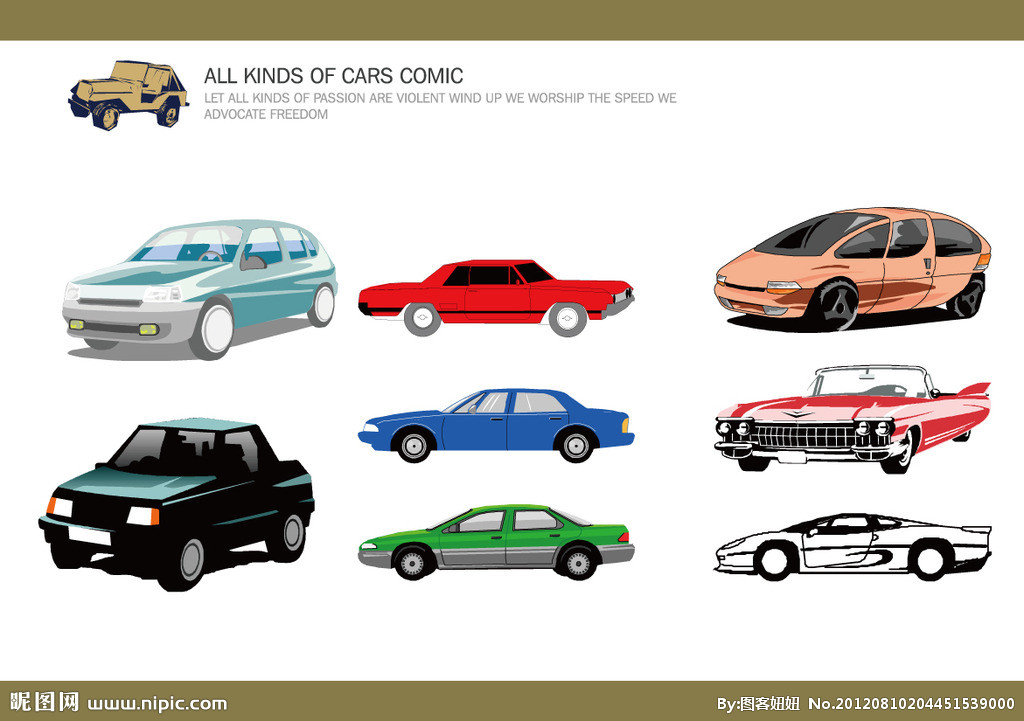 ALL KINDS OF CARS COMIC
LET ALL KINDS OF PASSION ARE VIOLENT WIND UP WE WORSHIP THE SPEED WE
ADVOCATE FREEDOM
昵图网 www.nipic.com
By:图客妞妞 No.20120810204451539000